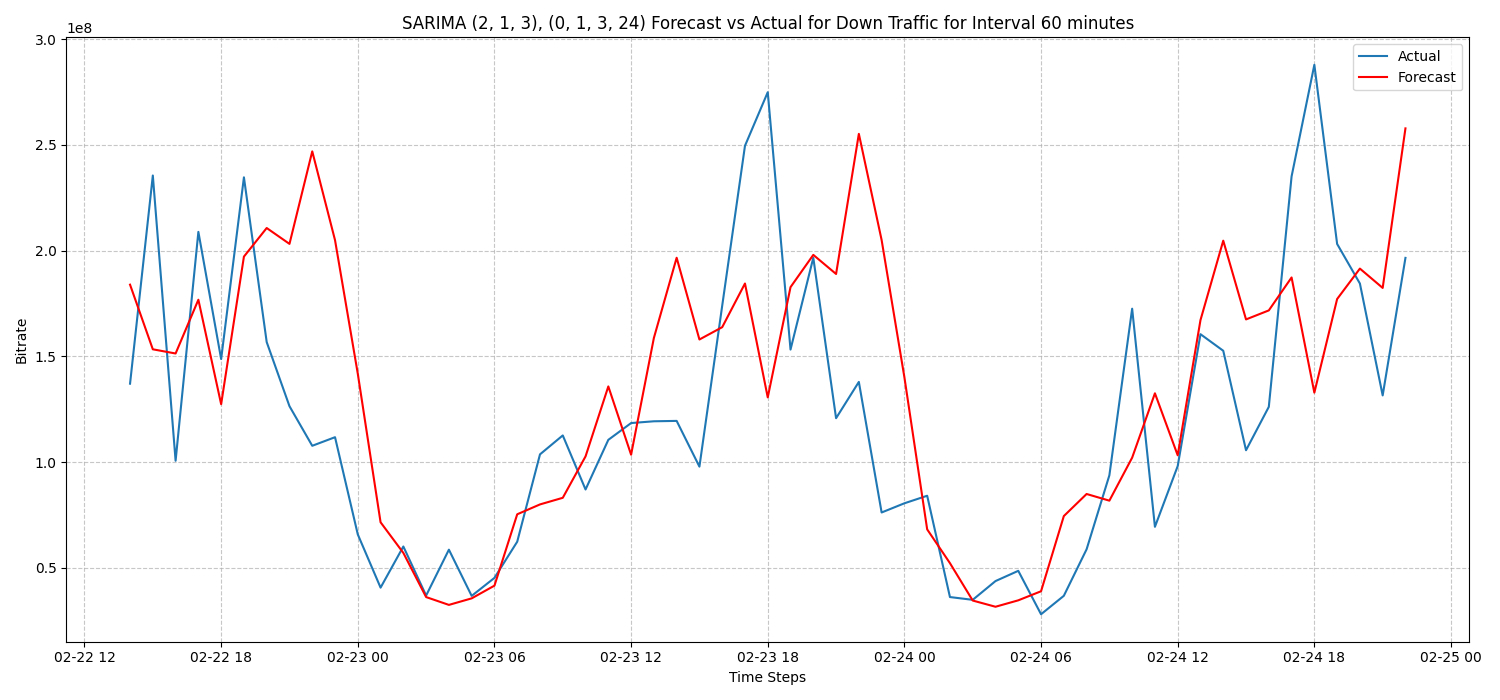 SARIMA (2, 1, 3), (0, 1, 3, 24) Forecast vs Actual for Down Traffic for Interval 60 minutes
1e8
Actual
Forecast
3.0
2.5
2.0
1.5
1.0
0.5
Bitrate
02-22 12 02-22 18 02-23 00 02-23 06 02-23 12 02-23 18 02-24 00 02-24 06 02-24 12 02-24 18 02-25 00
Time Steps